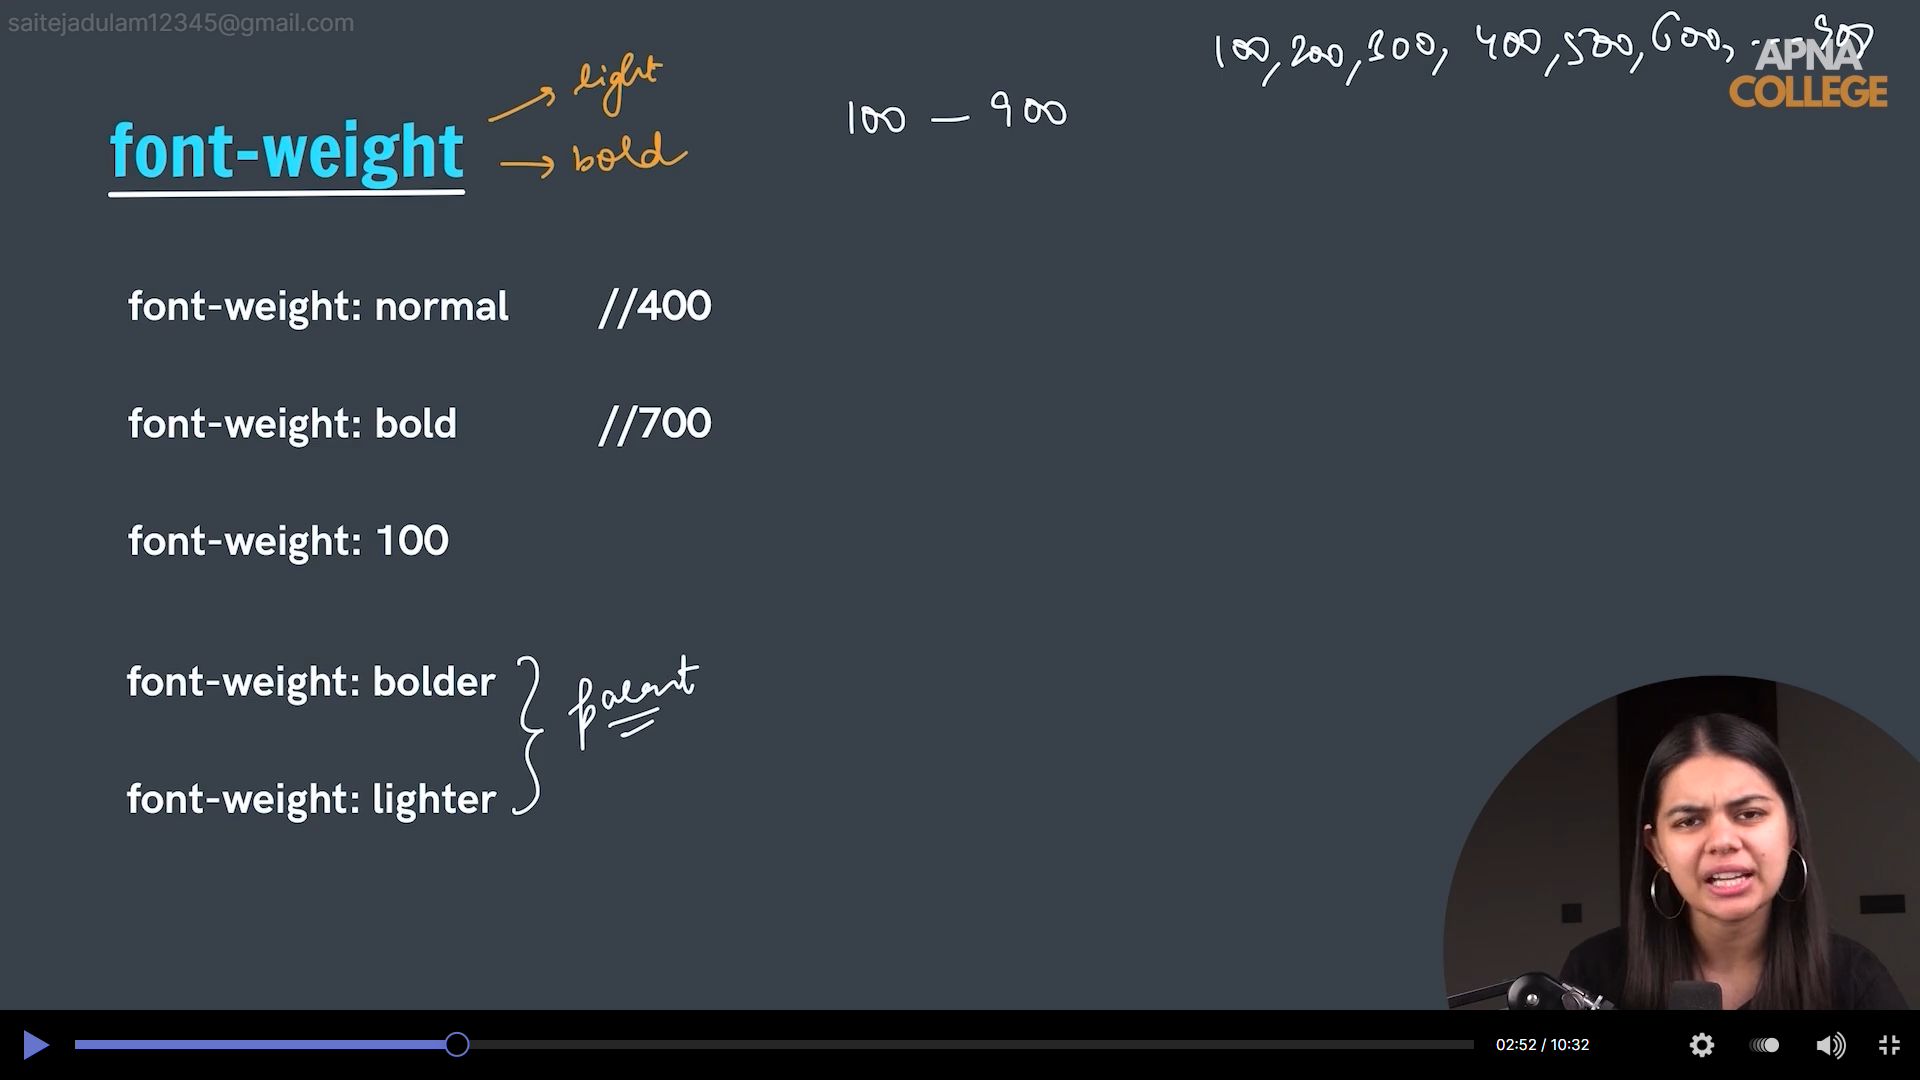 saitejadulam12345@gmail.com
100, 200, 300, 400, 500, 600, ... 900
APNA
COLLEGE
light
100 - 900
font-weight
bold
font-weight: normal //400
font-weight: bold //700
font-weight: 100
font-weight: bolder
parent
font-weight: lighter
02:52 / 10:32